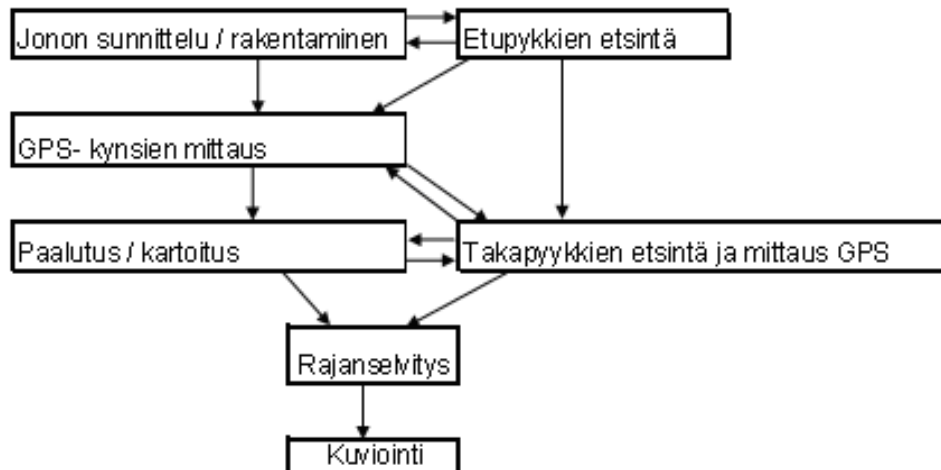 Jonon sunnittelu / rakentaminen
Etupykkien etsintä
GPS- kynsien mittaus
Paalutus / kartoitus
Takapyykkien etsintä ja mittaus GPS
Rajanselvitys
Kuviointi